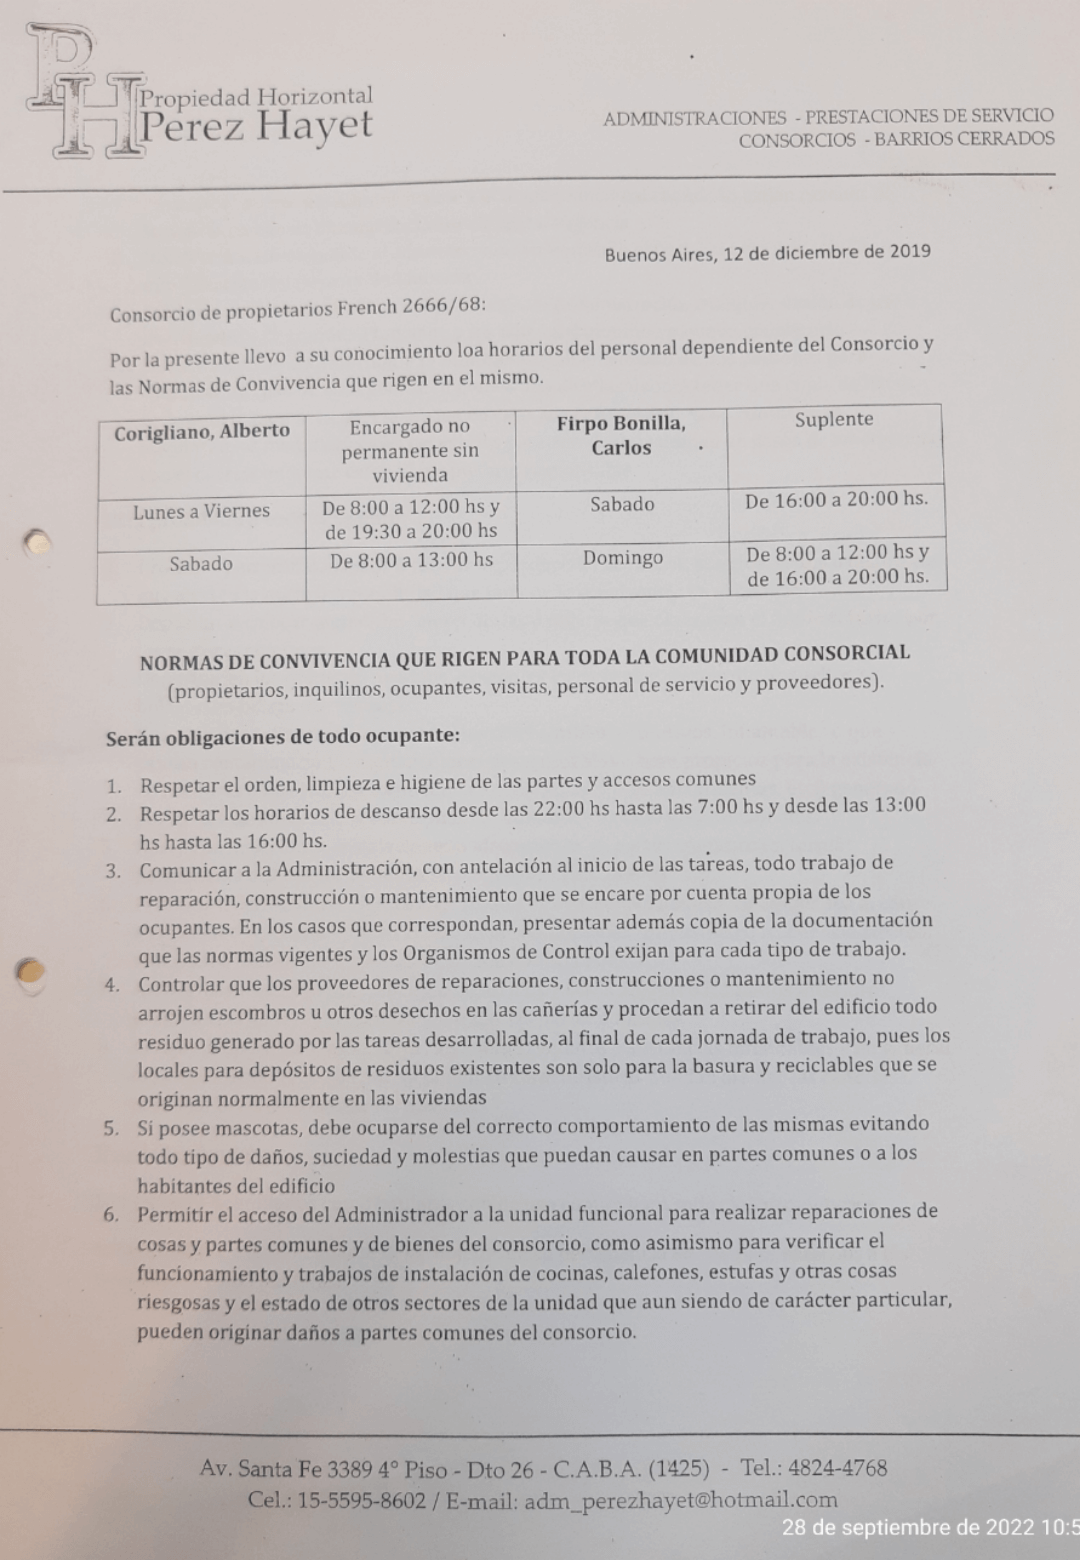 PH
Propiedad Horizontal
Perez Hayet
ADMINISTRACIONES - PRESTACIONES DE SERVICIO
CONSORCIOS - BARRIOS CERRADOS
Buenos Aires, 12 de diciembre de 2019
Consorcio de propietarios French 2666/68:
Por la presente llevo a su conocimiento loa horarios del personal dependiente del Consorcio y
las Normas de Convivencia que rigen en el mismo.
Corigliano, Alberto
Encargado no
permanente sin
vivienda
Firpo Bonilla,
Carlos
Suplente
Lunes a Viernes
De 8:00 a 12:00 hs y
de 19:30 a 20:00 hs
Sabado
De 16:00 a 20:00 hs.
Sabado
De 8:00 a 13:00 hs
Domingo
De 8:00 a 12:00 hs y
de 16:00 a 20:00 hs.
NORMAS DE CONVIVENCIA QUE RIGEN PARA TODA LA COMUNIDAD CONSORCIAL
(propietarios, inquilinos, ocupantes, visitas, personal de servicio y proveedores).
Serán obligaciones de todo ocupante:
1. Respetar el orden, limpieza e higiene de las partes y accesos comunes
2. Respetar los horarios de descanso desde las 22:00 hs hasta las 7:00 hs y desde las 13:00
hs hasta las 16:00 hs.
3. Comunicar a la Administración, con antelación al inicio de las tareas, todo trabajo de
reparación, construcción o mantenimiento que se encare por cuenta propia de los
ocupantes. En los casos que correspondan, presentar además copia de la documentación
que las normas vigentes y los Organismos de Control exijan para cada tipo de trabajo.
4. Controlar que los proveedores de reparaciones, construcciones o mantenimiento no
arrojen escombros u otros desechos en las cañerías y procedan a retirar del edificio todo
residuo generado por las tareas desarrolladas, al final de cada jornada de trabajo, pues los
locales para depósitos de residuos existentes son solo para la basura y reciclables que se
originan normalmente en las viviendas
5. Si posee mascotas, debe ocuparse del correcto comportamiento de las mismas evitando
todo tipo de daños, suciedad y molestias que puedan causar en partes comunes o a los
habitantes del edificio
6. Permitir el acceso del Administrador a la unidad funcional para realizar reparaciones de
cosas y partes comunes y de bienes del consorcio, como asimismo para verificar el
funcionamiento y trabajos de instalación de cocinas, calefones, estufas y otras cosas
riesgosas y el estado de otros sectores de la unidad que aun siendo de carácter particular,
pueden originar daños a partes comunes del consorcio.
Av. Santa Fe 3389 4° Piso - Dto 26 - C.A.B.A. (1425) - Tel.: 4824-4768
Cel.: 15-5595-8602 / E-mail: adm_perezhayet@hotmail.com
28 de septiembre de 2022 10:5